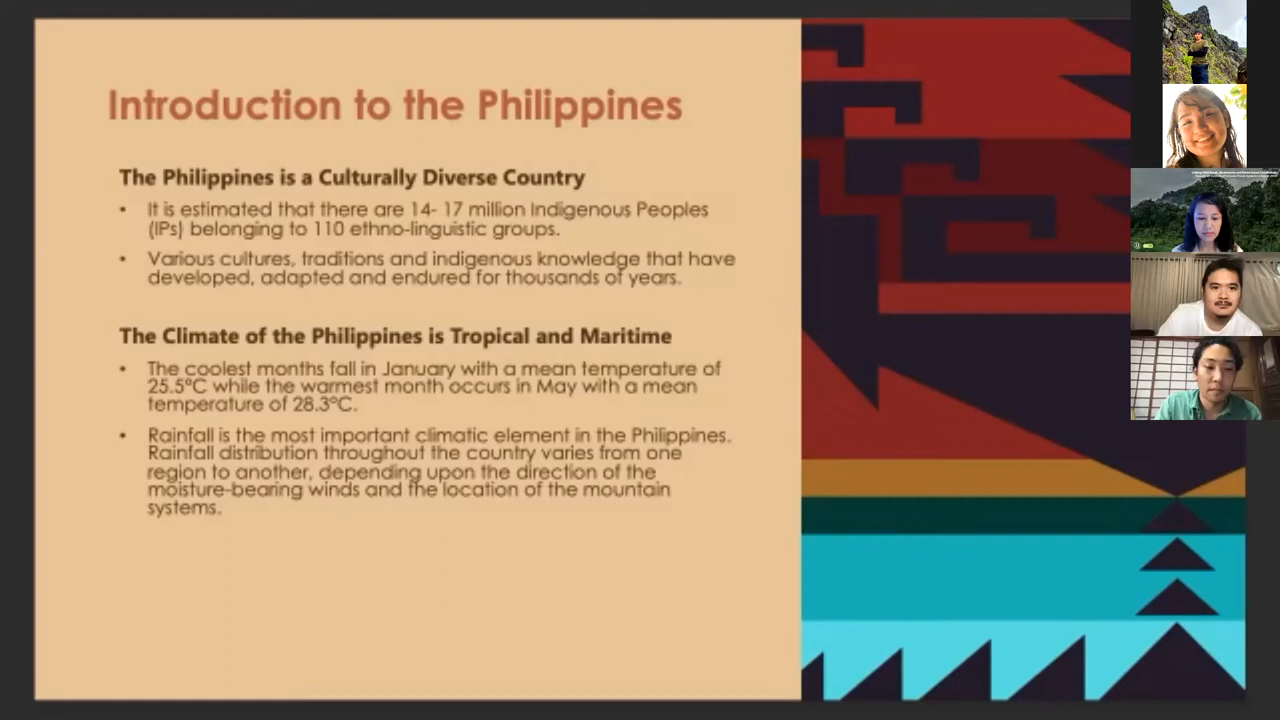 Introduction to the Philippines
The Philippines is a Culturally Diverse Country
• It is estimated that there are 14- 17 million Indigenous Peoples
(IPs) belonging to 110 ethno-linguistic groups.
• Various cultures, traditions and indigenous knowledge that have
developed, adapted and endured for thousands of years.
The Climate of the Philippines is Tropical and Maritime
• The coolest months fall in January with a mean temperature of
25.5°C while the warmest month occurs in May with a mean
temperature of 28.3°C.
• Rainfall is the most important climatic element in the Philippines.
Rainfall distribution throughout the country varies from one
region to another, depending upon the direction of the
moisture-bearing winds and the location of the mountain
systems.